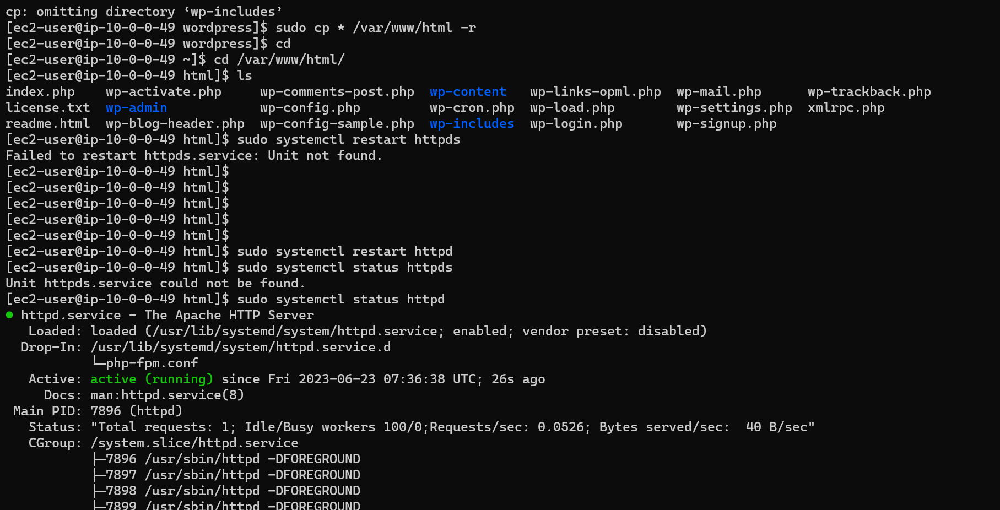 cp: omitting directory ‘wp-includes’
[ec2-user@ip-10-0-0-49 wordpress]$ sudo cp * /var/www/html -r
[ec2-user@ip-10-0-0-49 wordpress]$ cd
[ec2-user@ip-10-0-0-49 ~]$ cd /var/www/html/
[ec2-user@ip-10-0-0-49 html]$ ls
index.php    wp-activate.php     wp-comments-post.php  wp-content   wp-links-opml.php  wp-mail.php      wp-trackback.php
license.txt  wp-admin            wp-config.php         wp-cron.php  wp-load.php        wp-settings.php  xmlrpc.php
readme.html  wp-blog-header.php  wp-config-sample.php  wp-includes  wp-login.php       wp-signup.php
[ec2-user@ip-10-0-0-49 html]$ sudo systemctl restart httpds
Failed to restart httpds.service: Unit not found.
[ec2-user@ip-10-0-0-49 html]$
[ec2-user@ip-10-0-0-49 html]$
[ec2-user@ip-10-0-0-49 html]$
[ec2-user@ip-10-0-0-49 html]$
[ec2-user@ip-10-0-0-49 html]$
[ec2-user@ip-10-0-0-49 html]$ sudo systemctl restart httpd
[ec2-user@ip-10-0-0-49 html]$ sudo systemctl status httpds
Unit httpds.service could not be found.
[ec2-user@ip-10-0-0-49 html]$ sudo systemctl status httpd
● httpd.service - The Apache HTTP Server
   Loaded: loaded (/usr/lib/systemd/system/httpd.service; enabled; vendor preset: disabled)
  Drop-In: /usr/lib/systemd/system/httpd.service.d
           └─php-fpm.conf
   Active: active (running) since Fri 2023-06-23 07:36:38 UTC; 26s ago
     Docs: man:httpd.service(8)
 Main PID: 7896 (httpd)
   Status: "Total requests: 1; Idle/Busy workers 100/0;Requests/sec: 0.0526; Bytes served/sec:  40 B/sec"
   CGroup: /system.slice/httpd.service
           ├─7896 /usr/sbin/httpd -DFOREGROUND
           ├─7897 /usr/sbin/httpd -DFOREGROUND
           ├─7898 /usr/sbin/httpd -DFOREGROUND
           ├─7899 /usr/sbin/httpd -DFOREGROUND